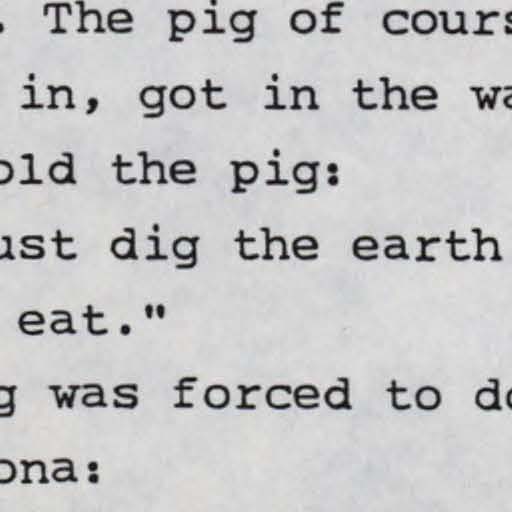 . The pig of cours
in, got in the wa
old the pig:
ust dig the earth
eat."
g was forced to do
ona: